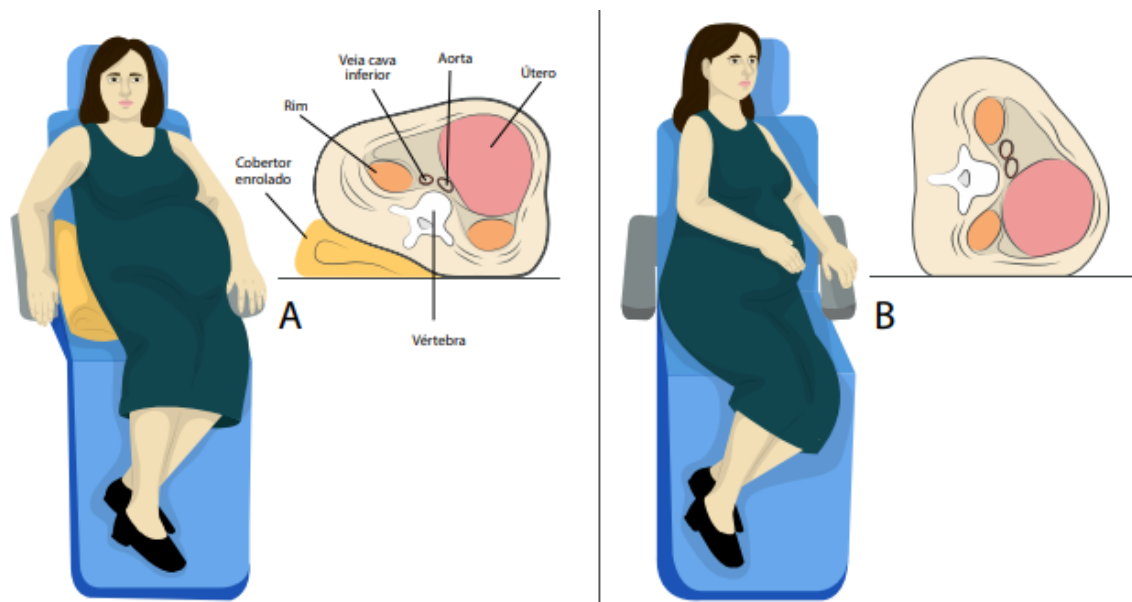 Veia cava
inferior
Aorta
Útero
Rim
Cobertor
enrolado
A
Vértebra
B